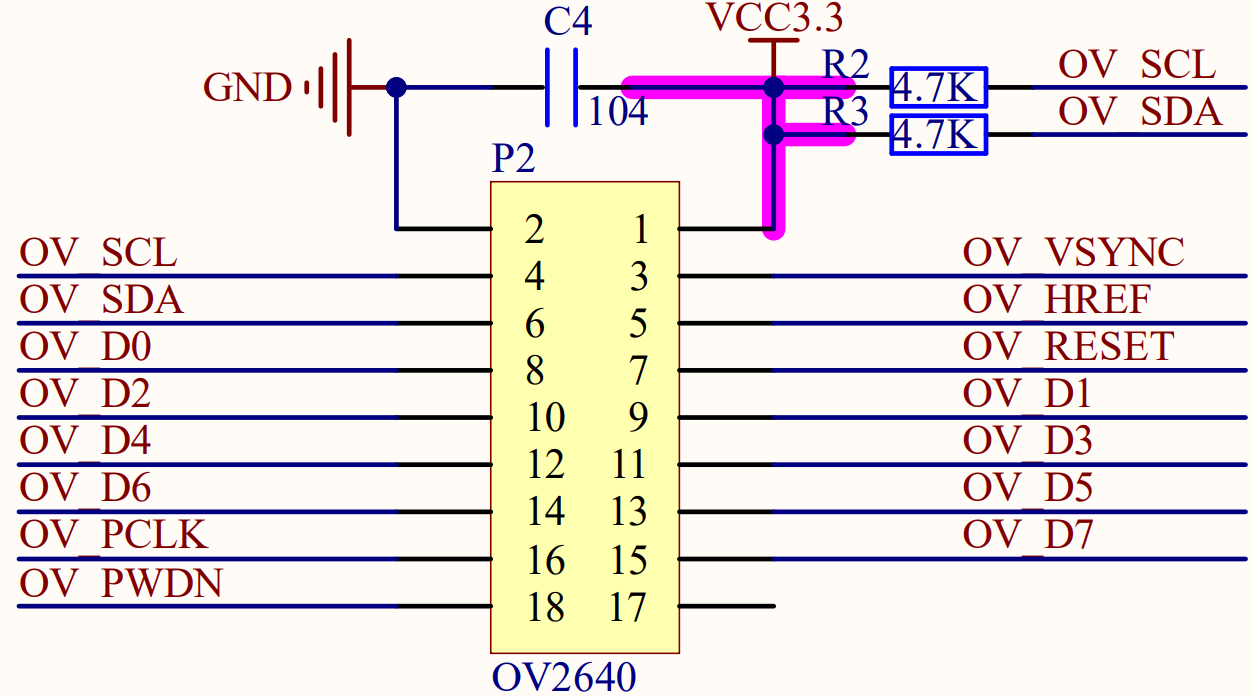 C4 VCC3.3
GND 104 R2 4.7K OV_SCL
R3 4.7K OV_SDA
P2
2 1
OV_SCL 4 3 OV_VSYNC
OV_SDA 6 5 OV_HREF
OV_D0 8 7 OV_RESET
OV_D2 10 9 OV_D1
OV_D4 12 11 OV_D3
OV_D6 14 13 OV_D5
OV_PCLK 16 15 OV_D7
OV_PWDN 18 17
OV2640